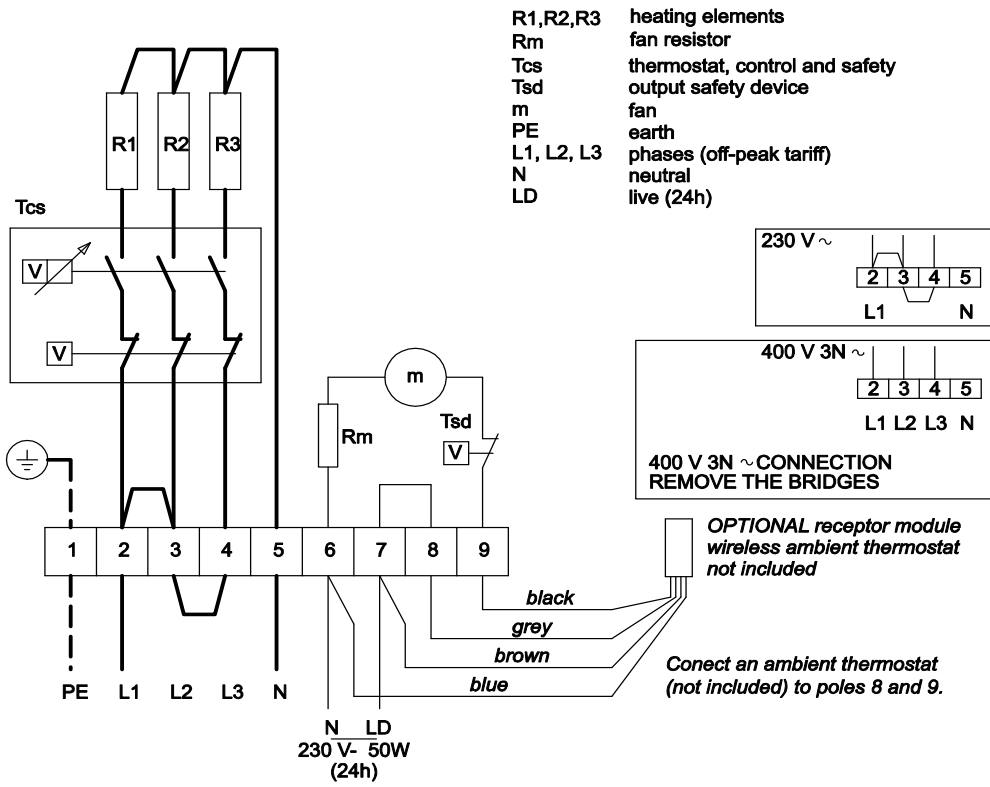 R1,R2,R3 heating elements
Rm fan resistor
Tcs thermostat, control and safety
Tsd output safety device
m fan
PE earth
L1, L2, L3 phases (off-peak tariff)
N neutral
LD live (24h)
R1 R2 R3
Tcs
V
V
230 V ~
2 3 4 5
L1 N
400 V 3N ~
2 3 4 5
L1 L2 L3 N
400 V 3N ~ CONNECTION
REMOVE THE BRIDGES
m
Rm
Tsd
V
1 2 3 4 5 6 7 8 9
OPTIONAL receptor module
wireless ambient thermostat
not included
black
grey
brown
blue
Conect an ambient thermostat
(not included) to poles 8 and 9.
PE L1 L2 L3 N
N LD
230 V- 50W
(24h)